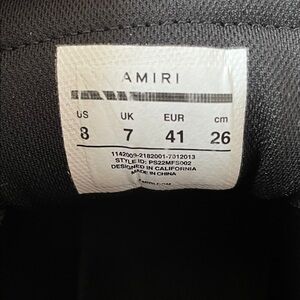 AMIRI
US UK EUR cm
8 7 41 26
STYLE ID: PS22MFS002
DESIGNED IN CALIFORNIA
MADE IN CHINA